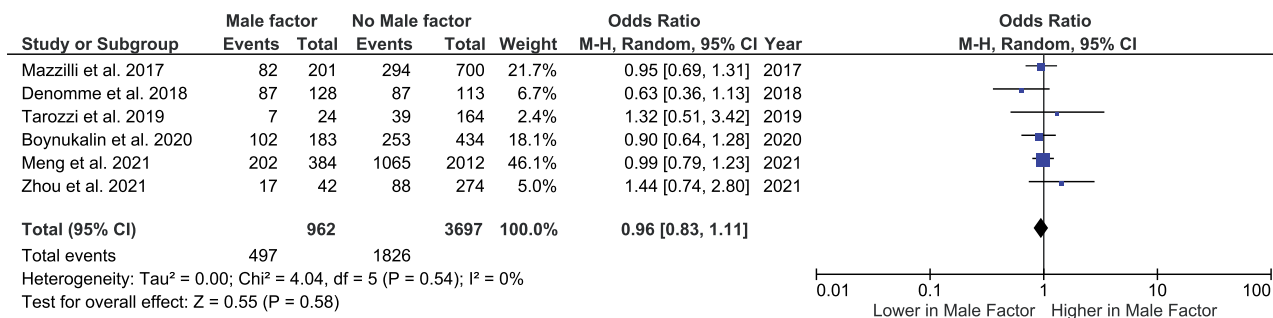 Male factor No Male factor Odds Ratio Odds Ratio
Study or Subgroup Events Total Events Total Weight M-H, Random, 95% CI Year M-H, Random, 95% CI
Mazzilli et al. 2017 82 201 294 700 21.7% 0.95 [0.69, 1.31] 2017
Denomme et al. 2018 87 128 87 113 6.7% 0.63 [0.36, 1.13] 2018
Tarozzi et al. 2019 7 24 39 164 2.4% 1.32 [0.51, 3.42] 2019
Boynukalin et al. 2020 102 183 253 434 18.1% 0.90 [0.64, 1.28] 2020
Meng et al. 2021 202 384 1065 2012 46.1% 0.99 [0.79, 1.23] 2021
Zhou et al. 2021 17 42 88 274 5.0% 1.44 [0.74, 2.80] 2021
Total (95% CI) 962 3697 100.0% 0.96 [0.83, 1.11]
Total events 497 1826
Heterogeneity: Tau² = 0.00; Chi² = 4.04, df = 5 (P = 0.54); I² = 0%
Test for overall effect: Z = 0.55 (P = 0.58)
0.01 0.1 1 10 100
Lower in Male Factor Higher in Male Factor